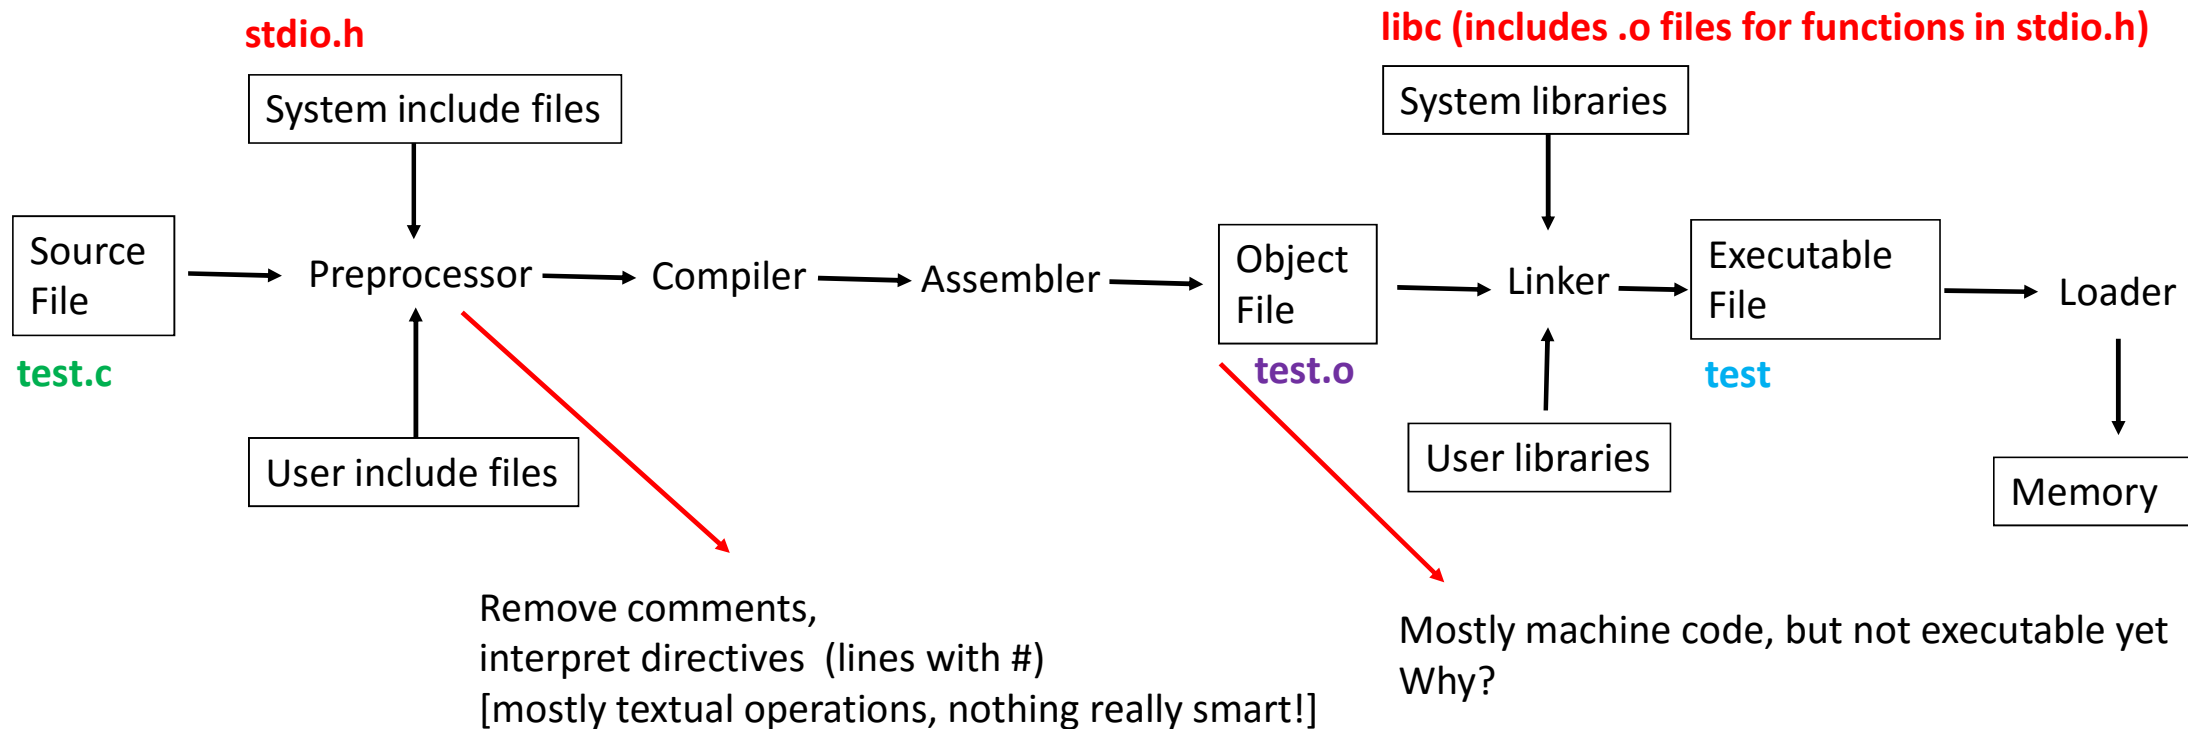 stdio.h
libc (includes .o files for functions in stdio.h)
System include files
System libraries
Source
File
Preprocessor
Compiler
Assembler
Object
File
Linker
Executable
File
Loader
test.c
test.o
test
User include files
User libraries
Memory
Remove comments,
interpret directives (lines with #)
[mostly textual operations, nothing really smart!]
Mostly machine code, but not executable yet
Why?